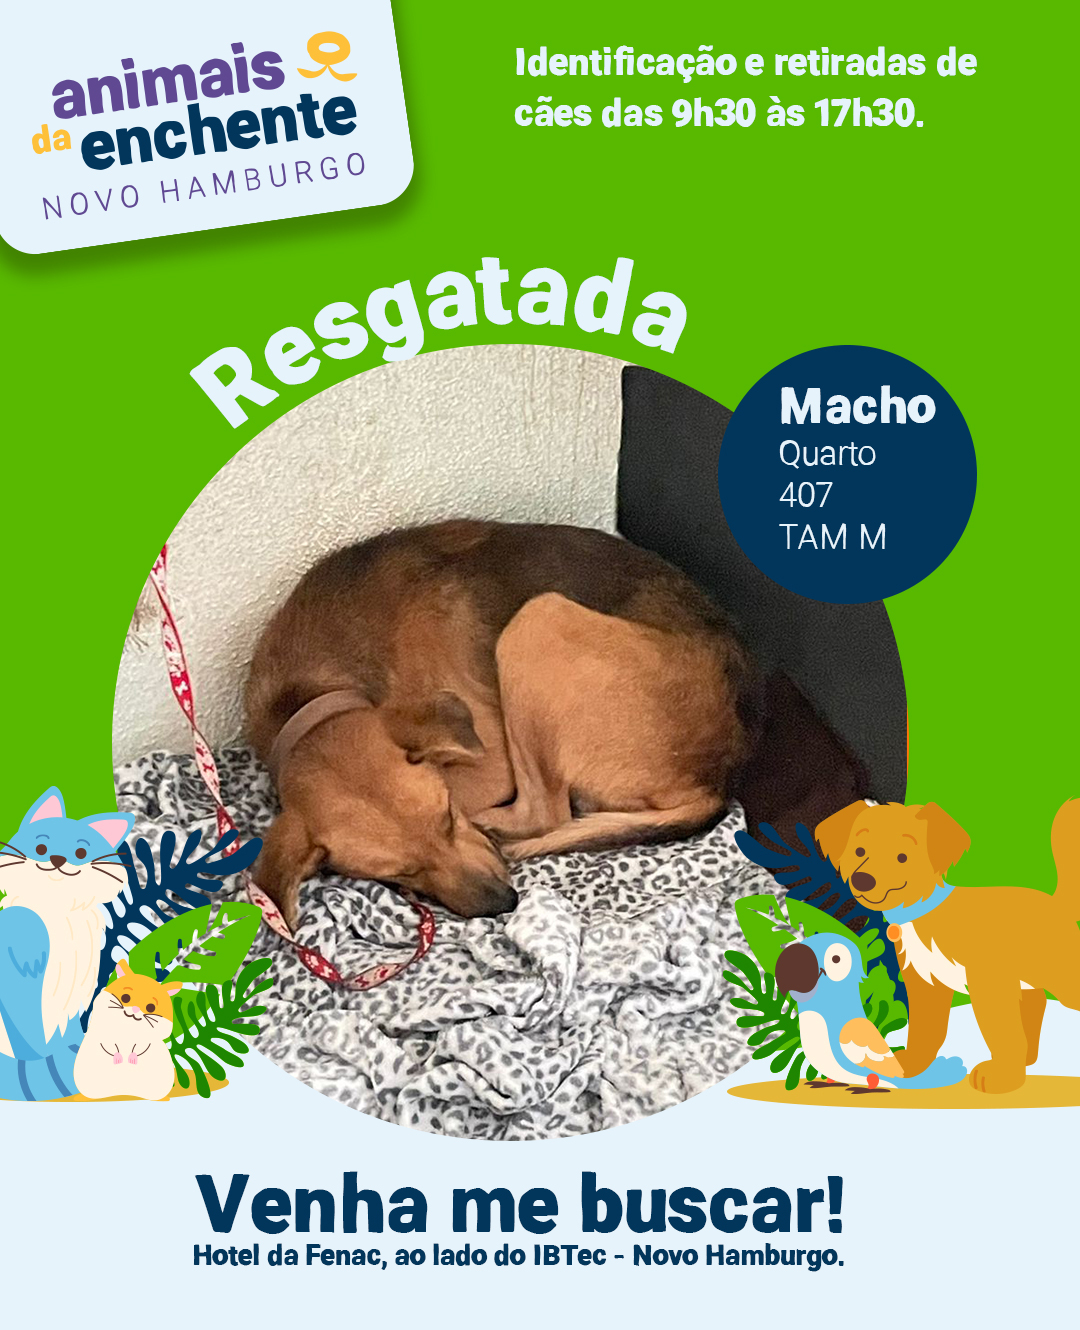 animais
da enchente
NOVO HAMBURGO
Identificação e retiradas de
cães das 9h30 às 17h30.
Resgatada
Macho
Quarto
407
TAM M
Venha me buscar!
Hotel da Fenac, ao lado do IBTec - Novo Hamburgo.